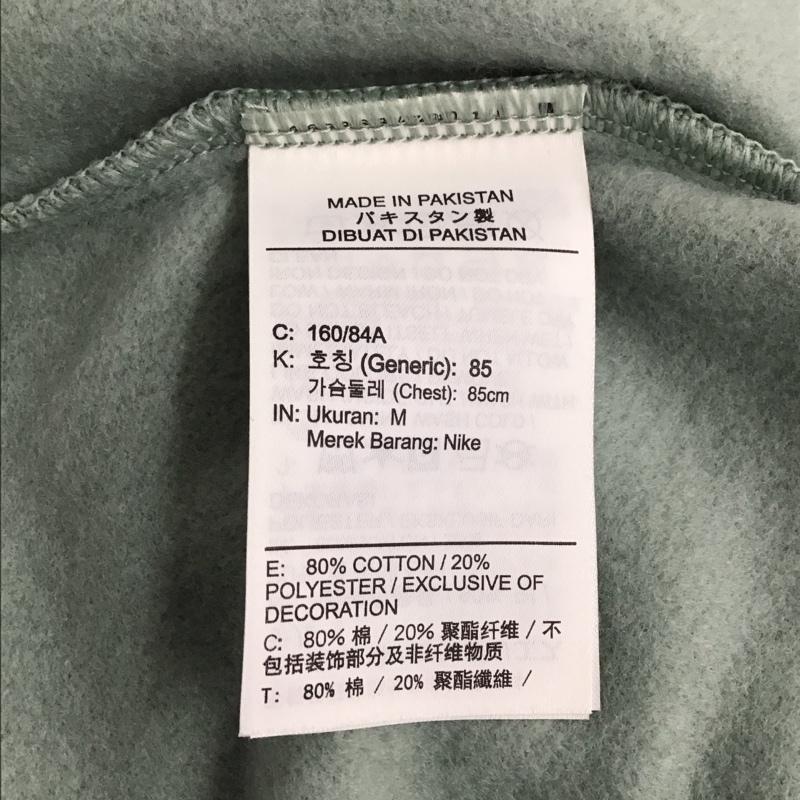 MADE IN PAKISTAN
パキスタン製
DIBUAT DI PAKISTAN
C: 160/84A
K: 호칭 (Generic): 85
가슴둘레 (Chest): 85cm
IN: Ukuran: M
Merek Barang: Nike
E: 80% COTTON / 20%
POLYESTER / EXCLUSIVE OF
DECORATION
C: 80% 棉 / 20% 聚酯纤维 / 不
包括装饰部分及非纤维物质
T: 80% 棉 / 20% 聚酯纖維 /